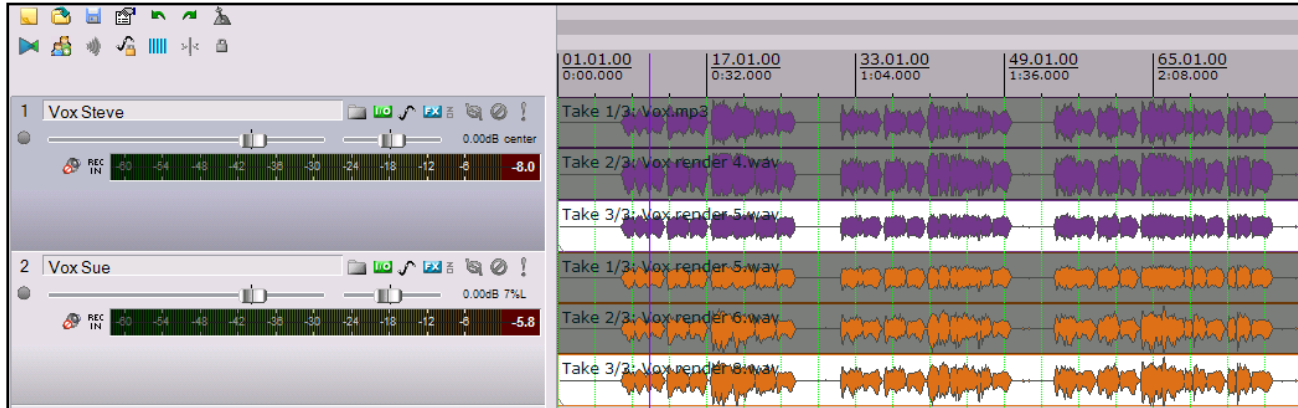 01.01.00 17.01.00 33.01.00 49.01.00 65.01.00
0:00.000 0:32.000 1:04.000 1:36.000 2:08.000
1 Vox Steve I/O FX
0.00dB center
REC IN -60 -54 -48 -42 -36 -30 -24 -18 -12 -6 -8.0
Take 1/3: Vox.mp3
Take 2/3: Vox render 4.wav
Take 3/3: Vox render 5.wav
2 Vox Sue I/O FX
0.00dB 7%L
REC IN -60 -54 -48 -42 -36 -30 -24 -18 -12 -6 -5.8
Take 1/3: Vox render 5.wav
Take 2/3: Vox render 6.wav
Take 3/3: Vox render 8.wav